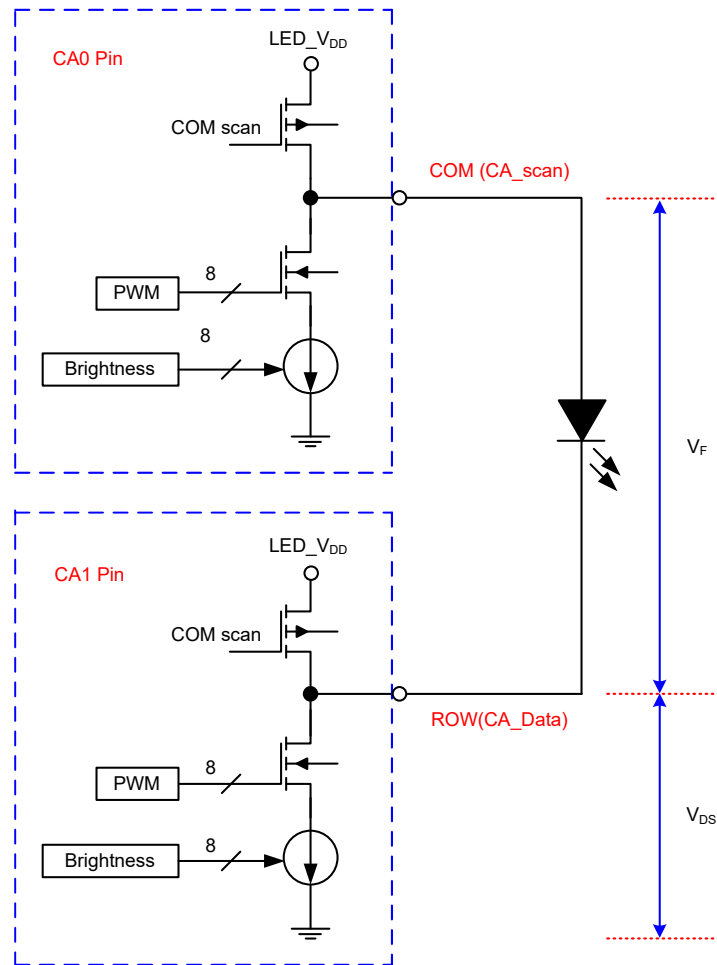 CA0 Pin
LED_VDD
COM scan
COM (CA_scan)
8
PWM
8
Brightness
VF
CA1 Pin
LED_VDD
COM scan
ROW(CA_Data)
8
PWM
VDS
8
Brightness